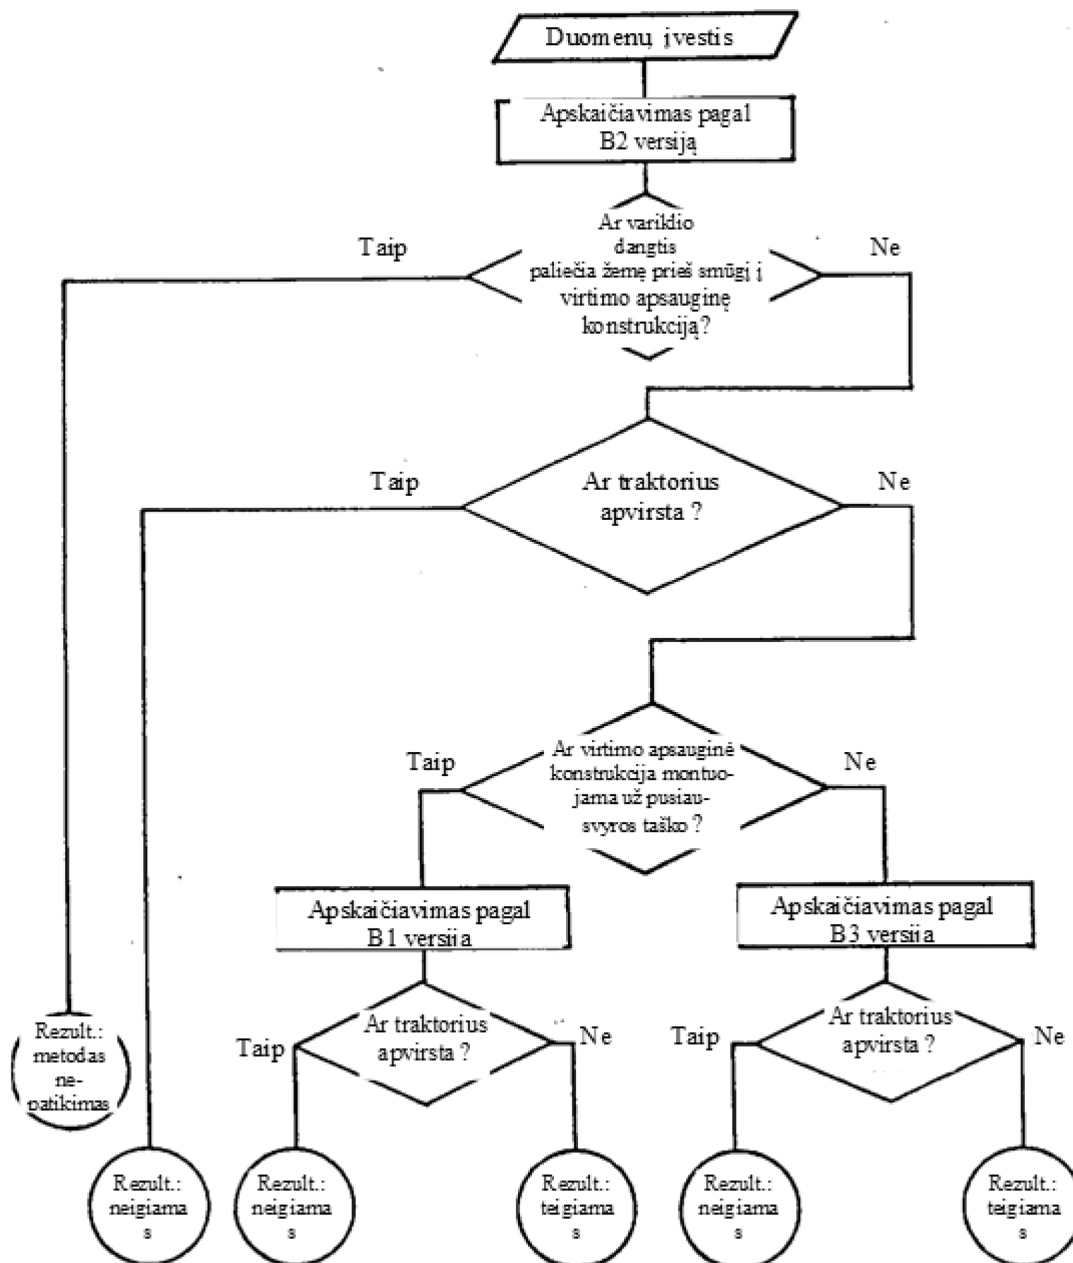 Duomenų įvestis
Apskaičiavimas pagal
B2 versiją
Ar variklio
dangtis
paliečia žemę prieš smūgį į
virtimo apsauginę
konstrukciją?
Taip
Ne
Ar traktorius
apvirsta ?
Taip
Ne
Ar virtimo apsauginė
konstrukcija montuo-
jama už pusiau-
svyros taško ?
Taip
Ne
Apskaičiavimas pagal
B1 versija
Apskaičiavimas pagal
B3 versija
Ar traktorius
apvirsta ?
Taip
Ne
Ar traktorius
apvirsta ?
Taip
Ne
Rezult.:
metodas
ne-
patikimas
Rezult.:
neigiama
s
Rezult.:
neigiama
s
Rezult.:
teigiama
s
Rezult.:
neigiama
s
Rezult.:
teigiama
s